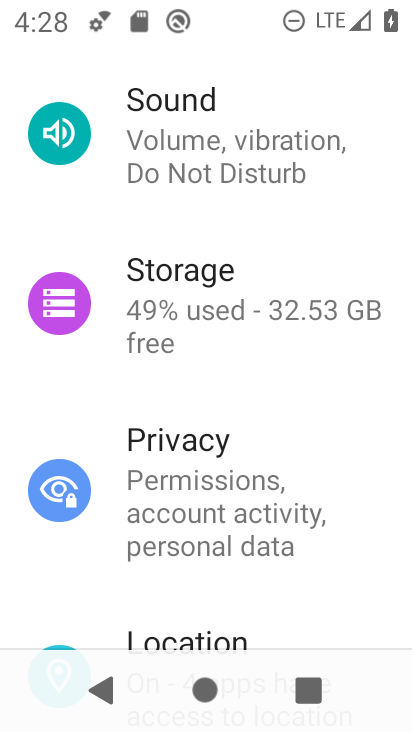 4:28
LTE
Sound
Volume, vibration,
Do Not Disturb
Storage
49% used - 32.53 GB
free
Privacy
Permissions,
account activity,
personal data
Location
On - 4 apps have
access to location